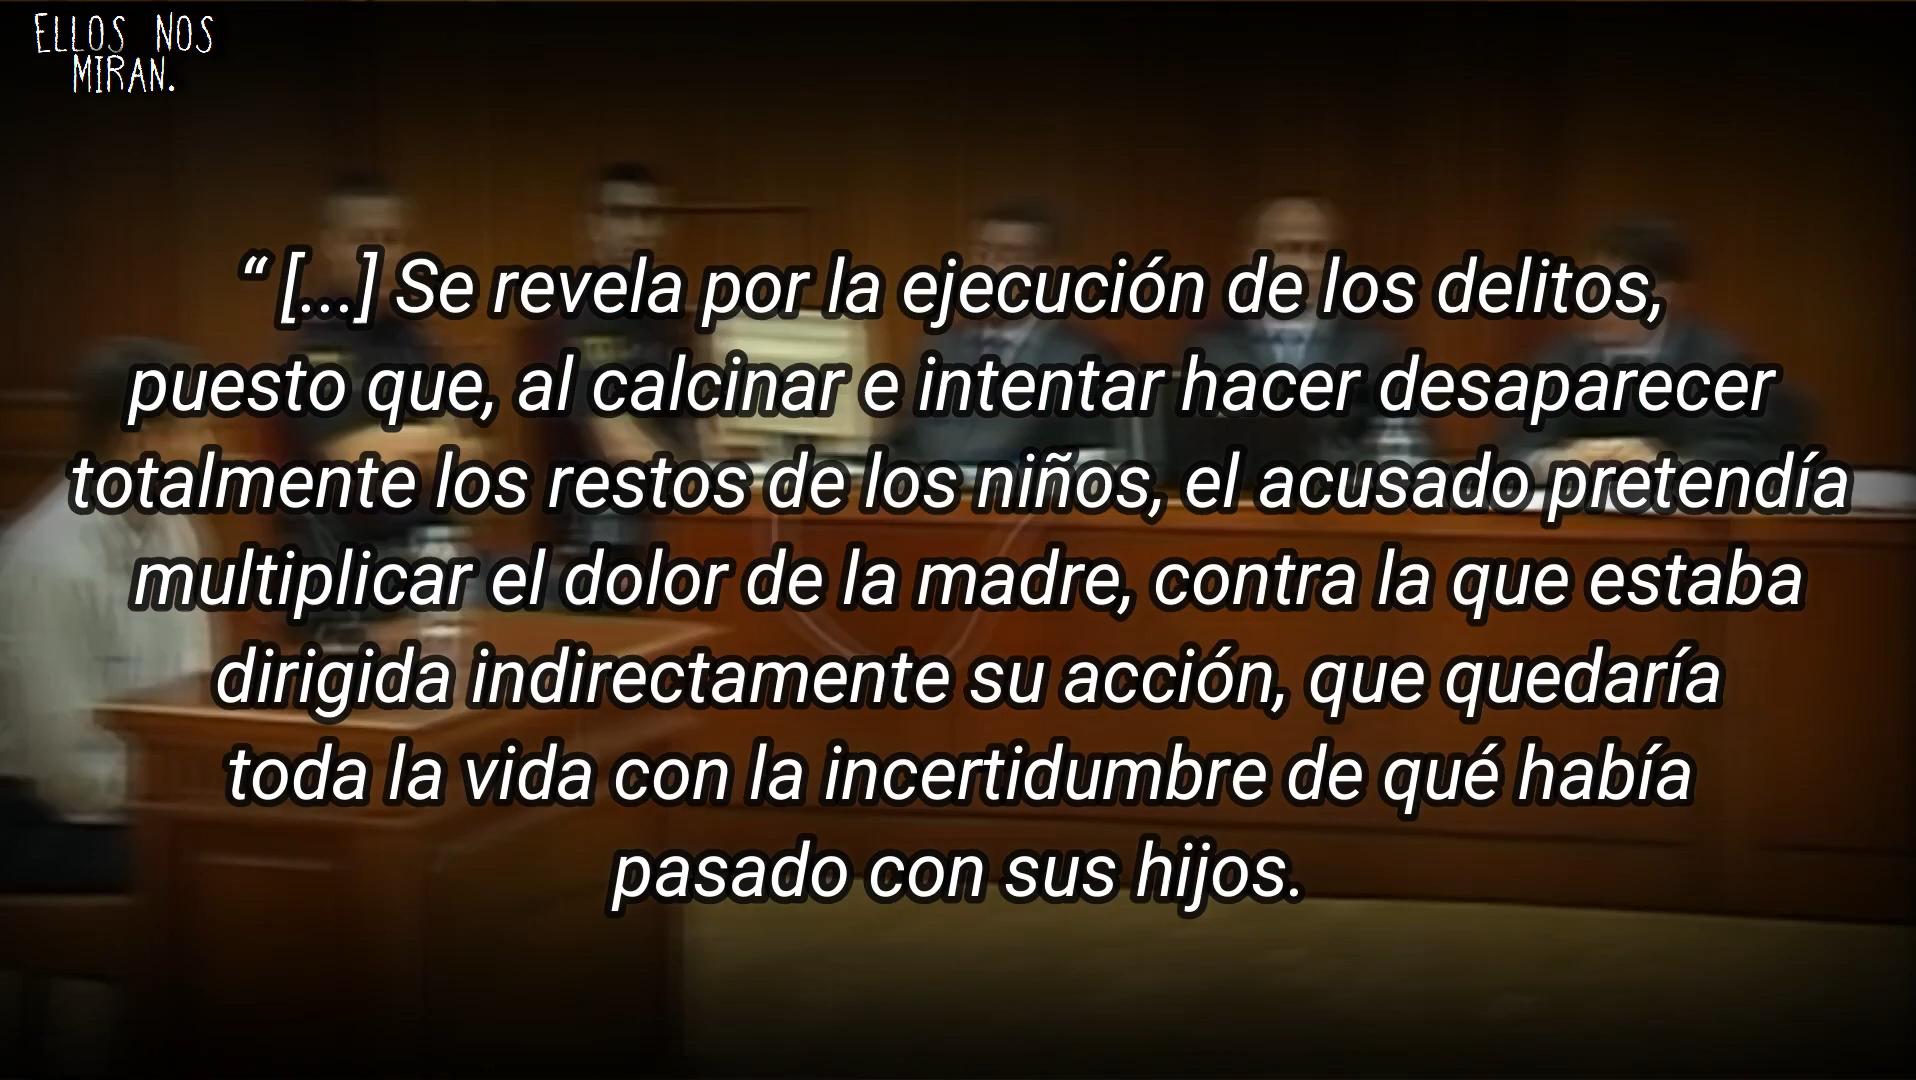 ELLOS NOS
MIRAN.
“ [...] Se revela por la ejecución de los delitos,
puesto que, al calcinar e intentar hacer desaparecer
totalmente los restos de los niños, el acusado pretendía
multiplicar el dolor de la madre, contra la que estaba
dirigida indirectamente su acción, que quedaría
toda la vida con la incertidumbre de qué había
pasado con sus hijos.